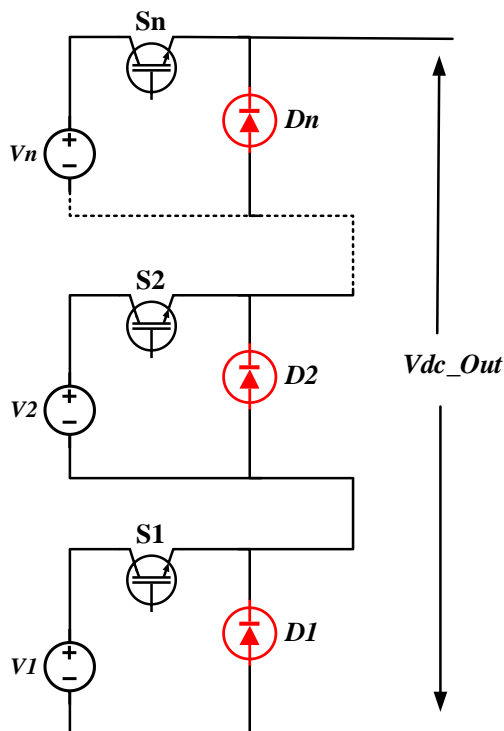 Sn
Dn
Vn
+
−
S2
D2
V2
+
−
Vdc_Out
S1
D1
V1
+
−